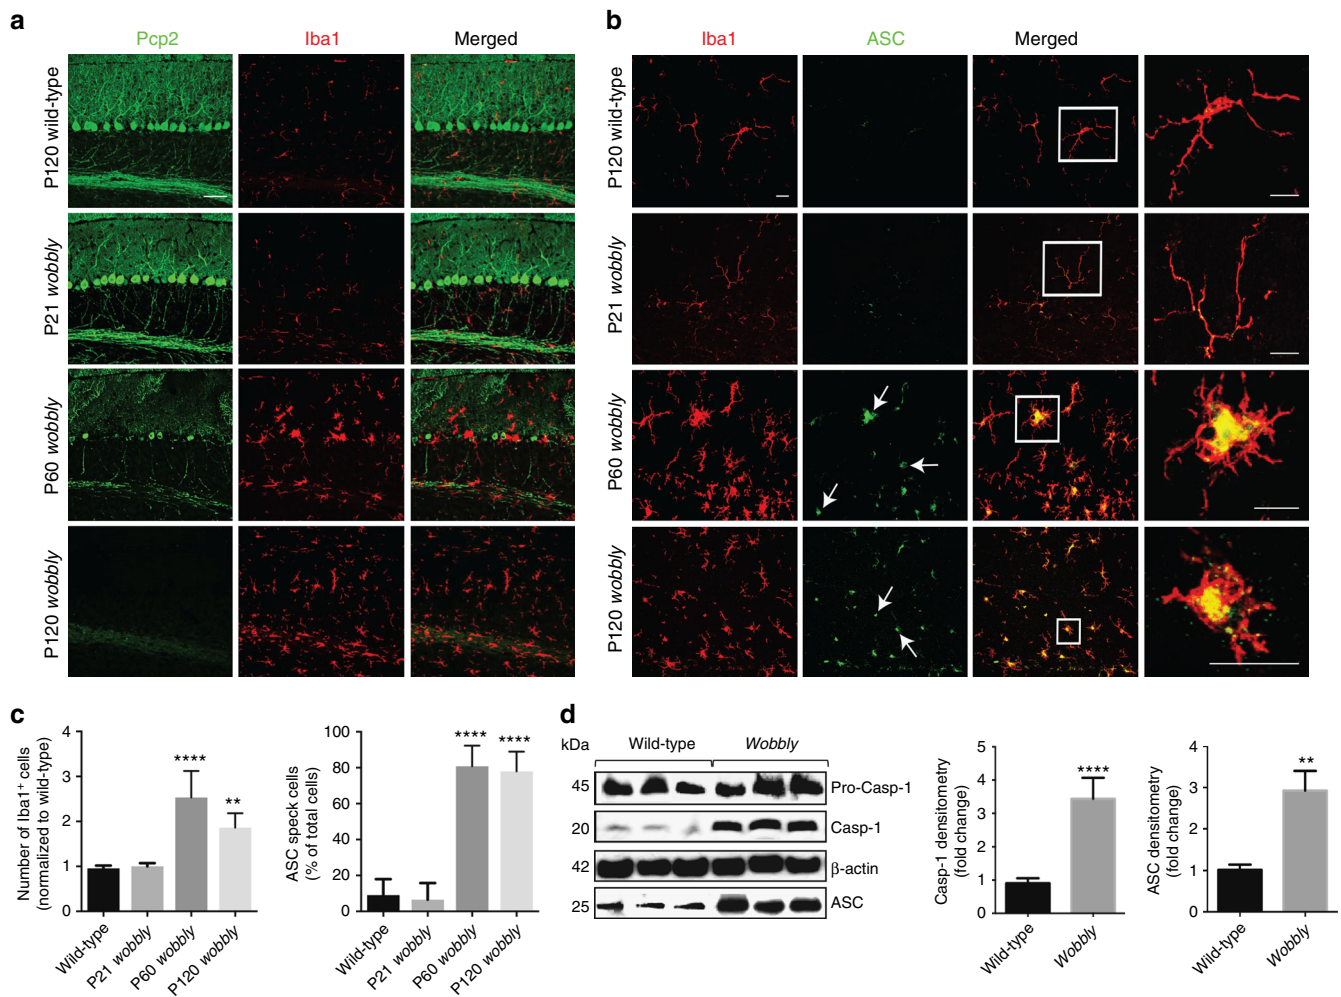 a
Pcp2 Iba1 Merged
P120 wild-type
P21 wobbly
P60 wobbly
P120 wobbly
b
Iba1 ASC Merged
P120 wild-type
P21 wobbly
P60 wobbly
P120 wobbly
c
Number of Iba1⁺ cells
(normalized to wild-type)
4
3
2
1
0
****
**
Wild-type
P21 wobbly
P60 wobbly
P120 wobbly
ASC speck cells
(% of total cells)
100
80
60
40
20
0
****
****
Wild-type
P21 wobbly
P60 wobbly
P120 wobbly
d
kDa Wild-type Wobbly
45 Pro-Casp-1
20 Casp-1
42 β-actin
25 ASC
Casp-1 densitometry
(fold change)
5
4
3
2
1
0
****
Wild-type
Wobbly
ASC densitometry
(fold change)
4
3
2
1
0
**
Wild-type
Wobbly